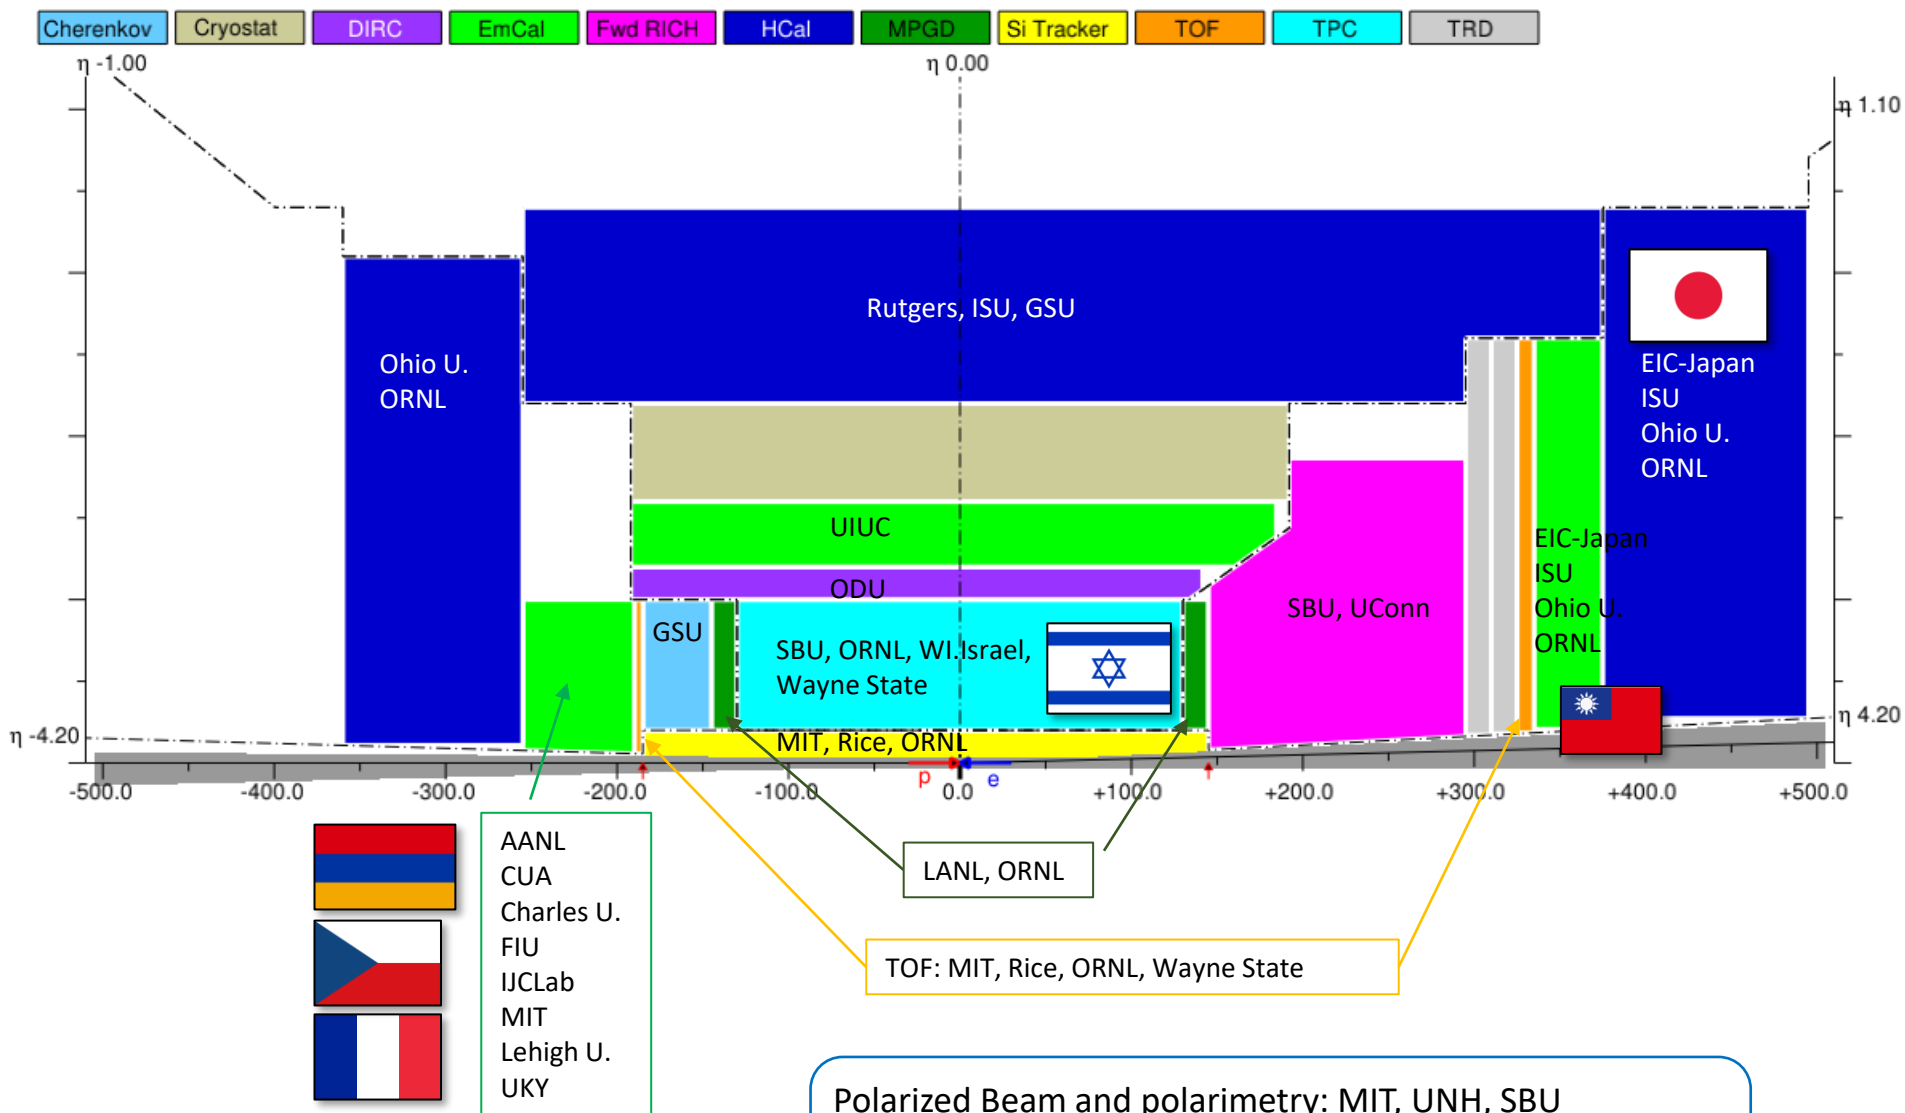 Cherenkov Cryostat DIRC EmCal Fwd RICH HCal MPGD Si Tracker TOF TPC TRD
η -1.00 η 0.00
η 1.10
Rutgers, ISU, GSU
Ohio U.
ORNL
EIC-Japan
ISU
Ohio U.
ORNL
UIUC
ODU
GSU
SBU, ORNL, WI.Israel,
Wayne State
SBU, UConn
EIC-Japan
ISU
Ohio U.
ORNL
MIT, Rice, ORNL
η -4.20
η 4.20
p e
-500.0 -400.0 -300.0 -200.0 -100.0 0.0 +100.0 +200.0 +300.0 +400.0 +500.0
AANL
CUA
Charles U.
FIU
IJCLab
MIT
Lehigh U.
UKY
LANL, ORNL
TOF: MIT, Rice, ORNL, Wayne State
Polarized Beam and polarimetry: MIT, UNH, SBU